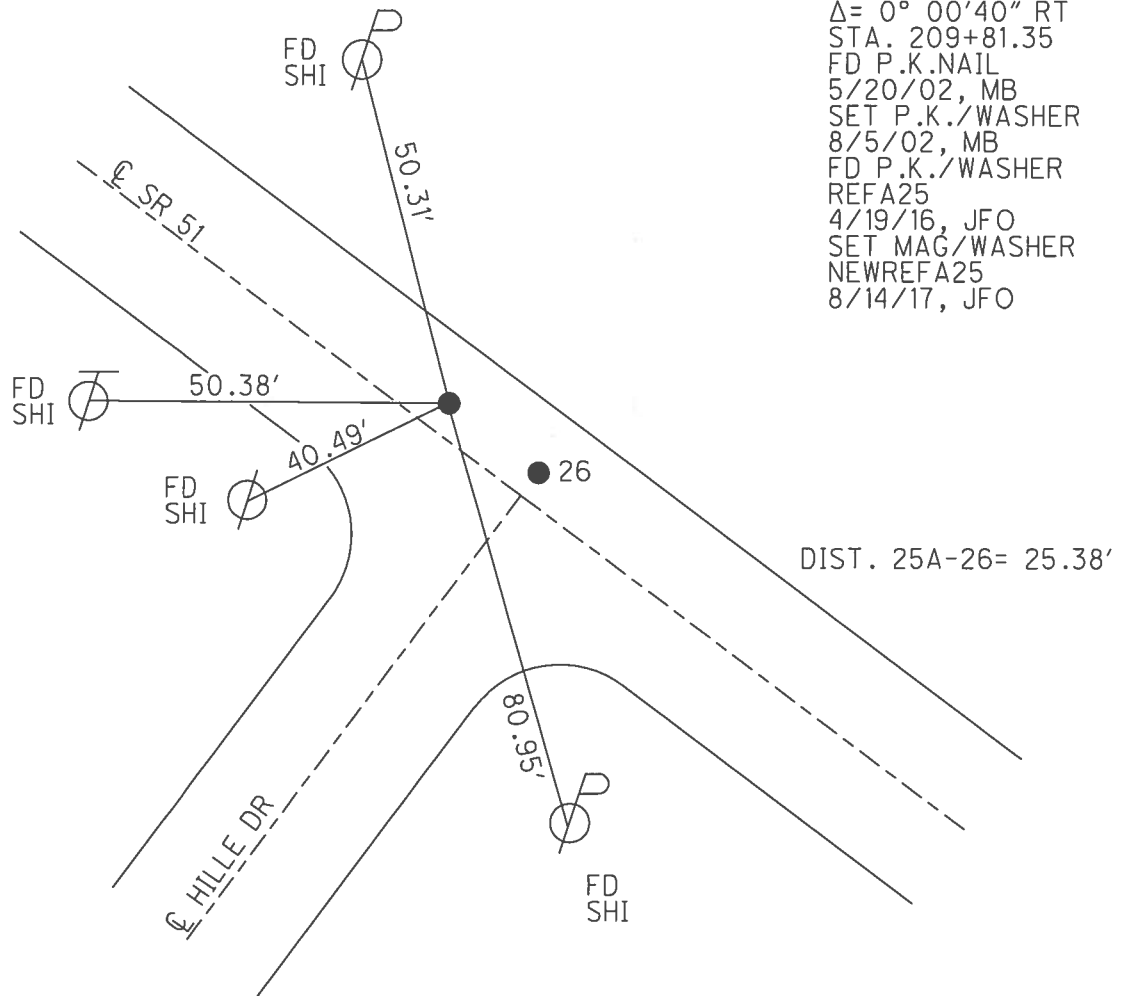 Δ= 0° 00'40" RT
STA. 209+81.35
FD P.K.NAIL
5/20/02, MB
SET P.K./WASHER
8/5/02, MB
FD P.K./WASHER
REFA25
4/19/16, JFO
SET MAG/WASHER
NEWREFA25
8/14/17, JFO
FD
SHI
50.31'
℄ SR 51
FD
SHI
50.38'
40.49'
FD
SHI
26
DIST. 25A-26= 25.38'
80.95'
℄ HILLE DR
FD
SHI